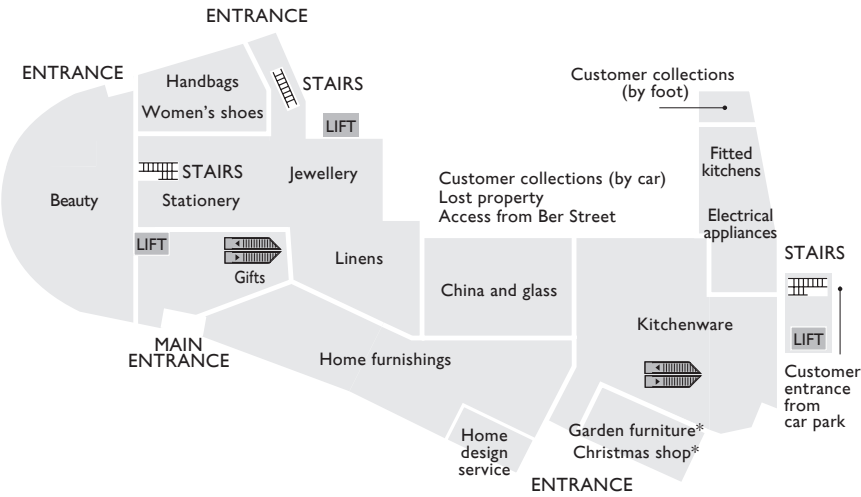 ENTRANCE
ENTRANCE
Handbags
Women's shoes
STAIRS
LIFT
Customer collections
(by foot)
STAIRS
Jewellery
Beauty
Stationery
Fitted
kitchens
Customer collections (by car)
Lost property
Access from Ber Street
Electrical
appliances
LIFT
Gifts
Linens
China and glass
STAIRS
Kitchenware
LIFT
MAIN
ENTRANCE
Home furnishings
Customer
entrance
from
car park
Home
design
service
Garden furniture*
Christmas shop*
ENTRANCE